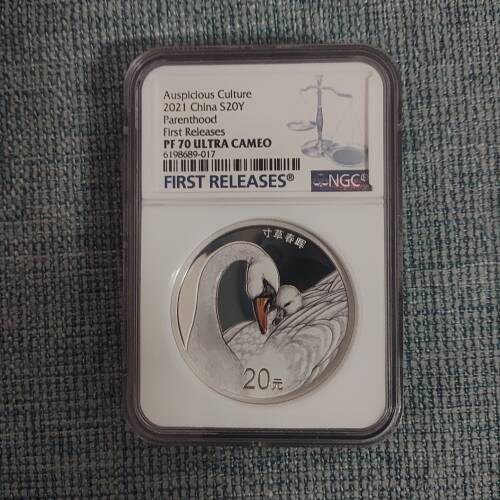 Auspicious Culture
2021 China S20Y
Parenthood
First Releases
PF 70 ULTRA CAMEO
6198689-017
FIRST RELEASES®
NGC®
寸草春晖
20元